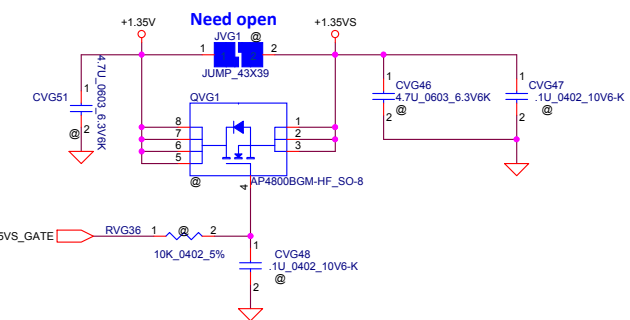 Need open
+1.35V
+1.35VS
JVG1
@
1
2
JUMP_43X39
CVG51
1
2
@
4.7U_0603_6.3V6K
QVG1
8
7
6
5
1
2
3
4
@
AP4800BGM-HF_SO-8
1
2
CVG46
4.7U_0603_6.3V6K
@
1
2
CVG47
.1U_0402_10V6-K
@
5VS_GATE
RVG36
1
@
2
10K_0402_5%
1
2
CVG48
.1U_0402_10V6-K
@